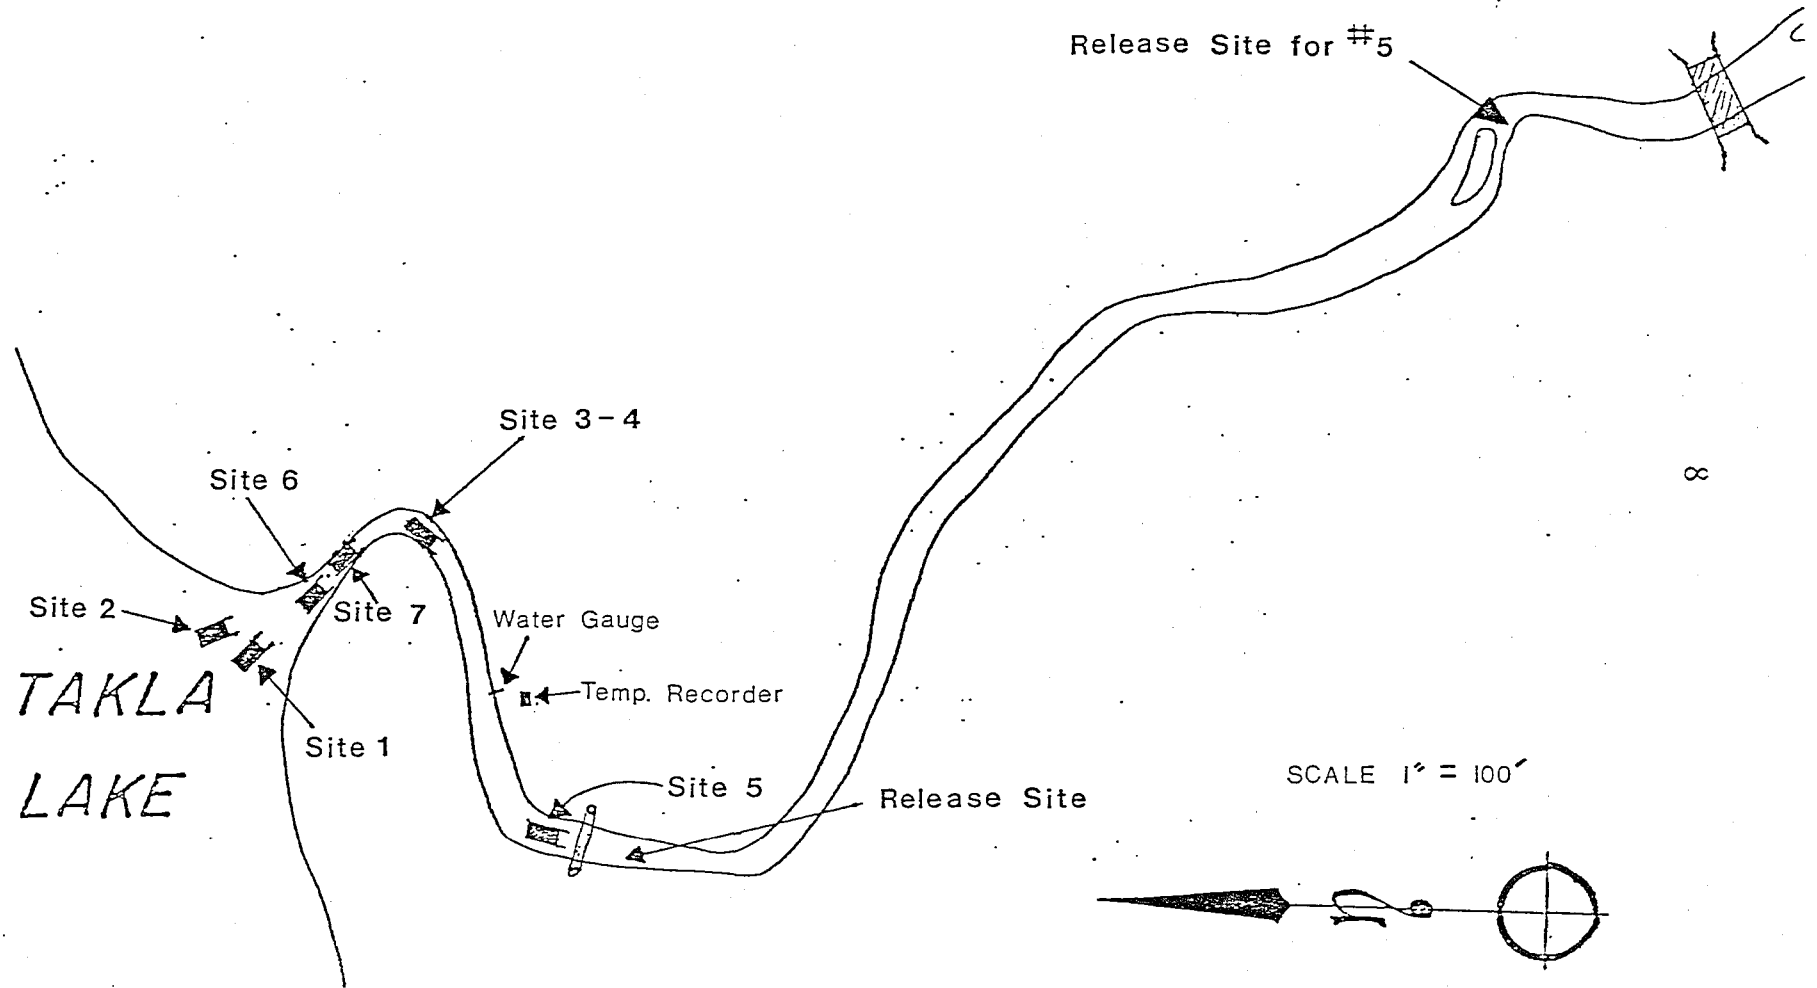 Release Site for #5
Site 3-4
Site 6
Site 2
Site 7
Water Gauge
Temp. Recorder
TAKLA
LAKE
Site 1
Site 5
Release Site
SCALE 1" = 100'